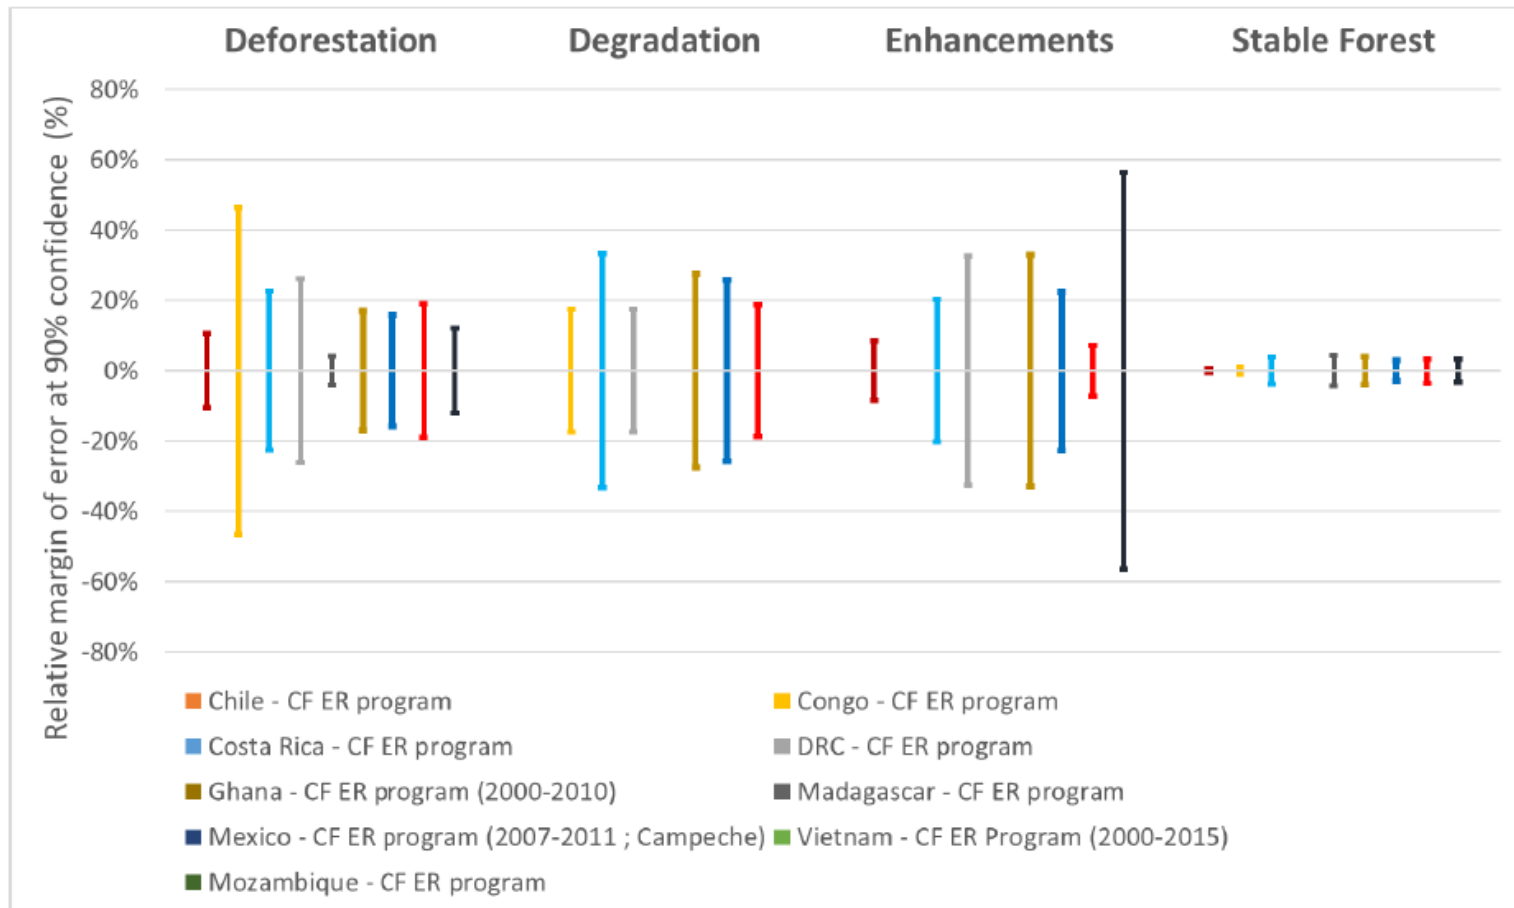 Deforestation Degradation Enhancements Stable Forest
Relative margin of error at 90% confidence (%)
80%
60%
40%
20%
0%
-20%
-40%
-60%
-80%
Chile - CF ER program
Congo - CF ER program
Costa Rica - CF ER program
DRC - CF ER program
Ghana - CF ER program (2000-2010)
Madagascar - CF ER program
Mexico - CF ER program (2007-2011 ; Campeche)
Vietnam - CF ER Program (2000-2015)
Mozambique - CF ER program